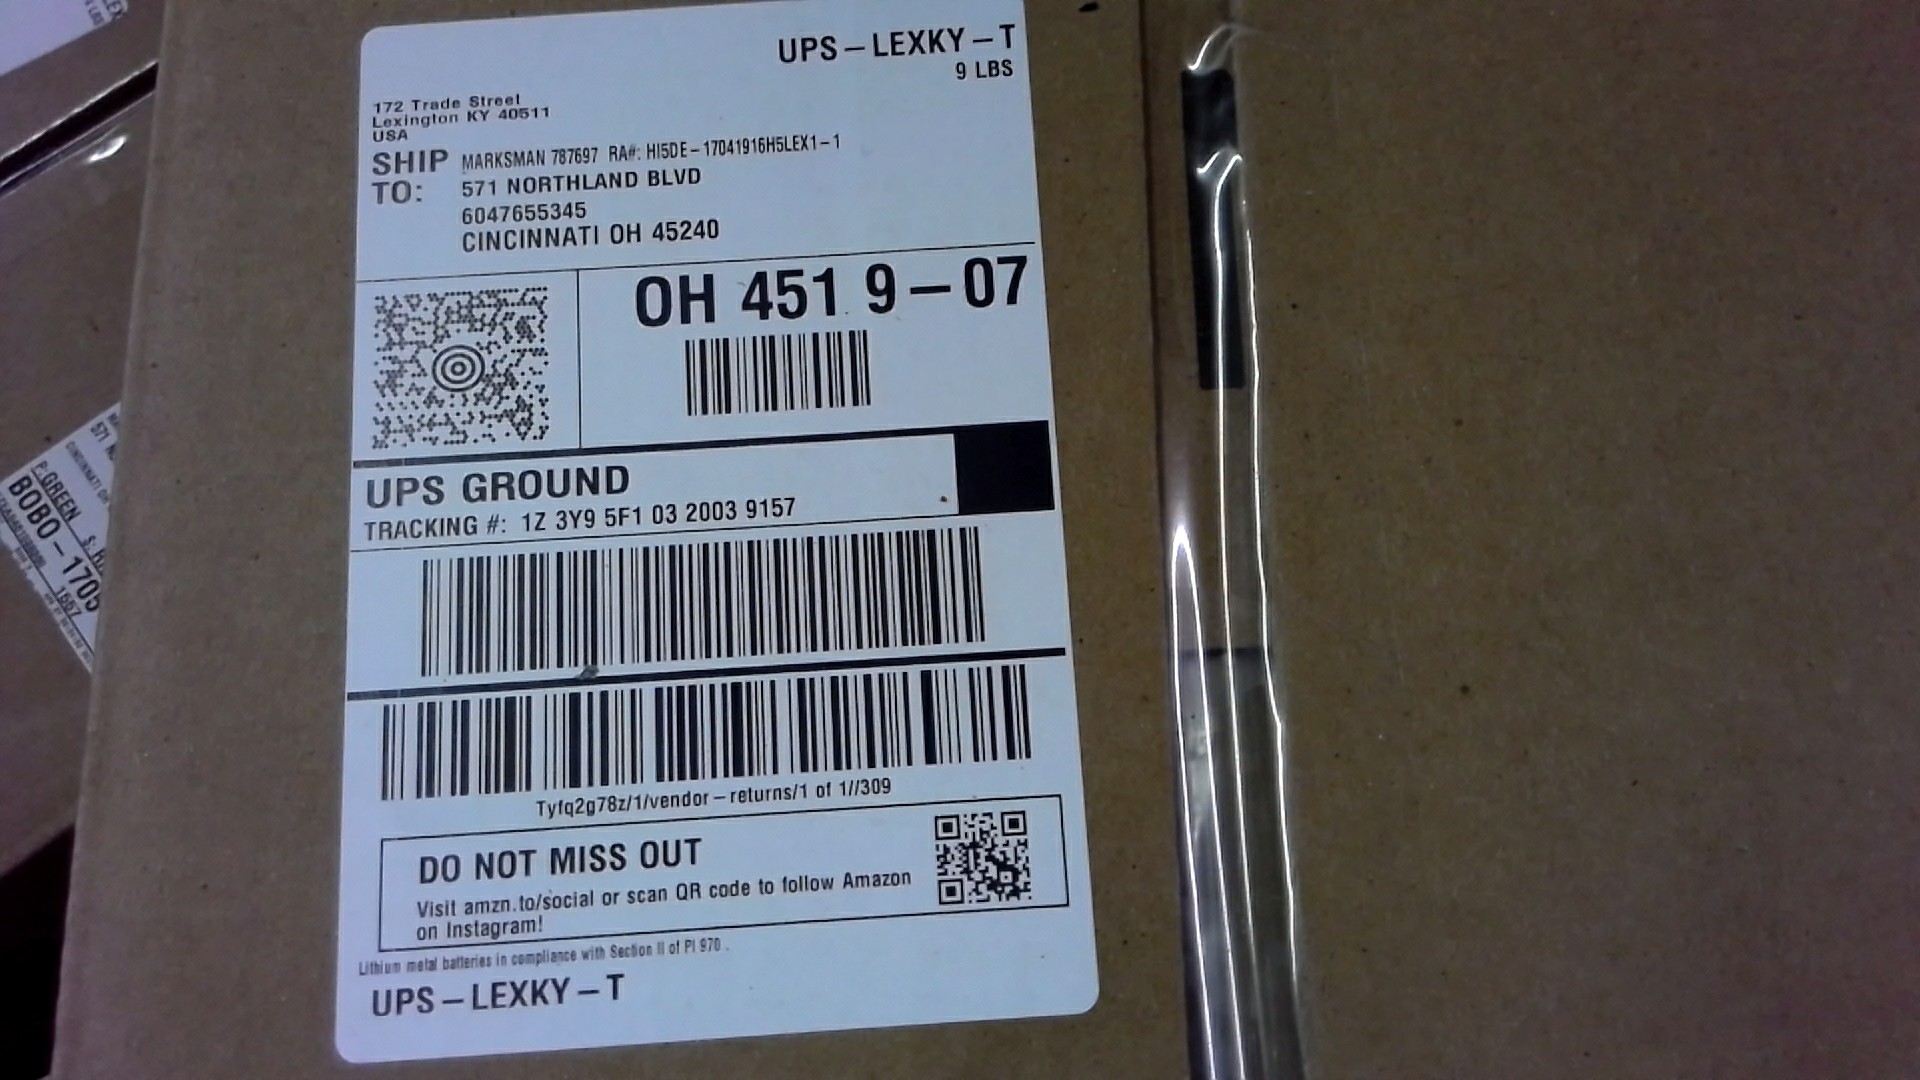 UPS-LEXKY-T
9 LBS
172 Trade Street
Lexington KY 40511
USA
SHIP TO: MARKSMAN 787697 RA#: HI5DE-17041916H5LEX1-1
571 NORTHLAND BLVD
6047655345
CINCINNATI OH 45240
OH 451 9-07
UPS GROUND
TRACKING #: 1Z 3Y9 5F1 03 2003 9157
Tyfq2g78z/1/vendor-returns/1 of 1//309
DO NOT MISS OUT
Visit amzn.to/social or scan QR code to follow Amazon
on Instagram!
Lithium metal batteries in compliance with Section II of PI 970 .
UPS-LEXKY-T
571
CINCINNATI
P:GREEN
BOBO-1705
1667